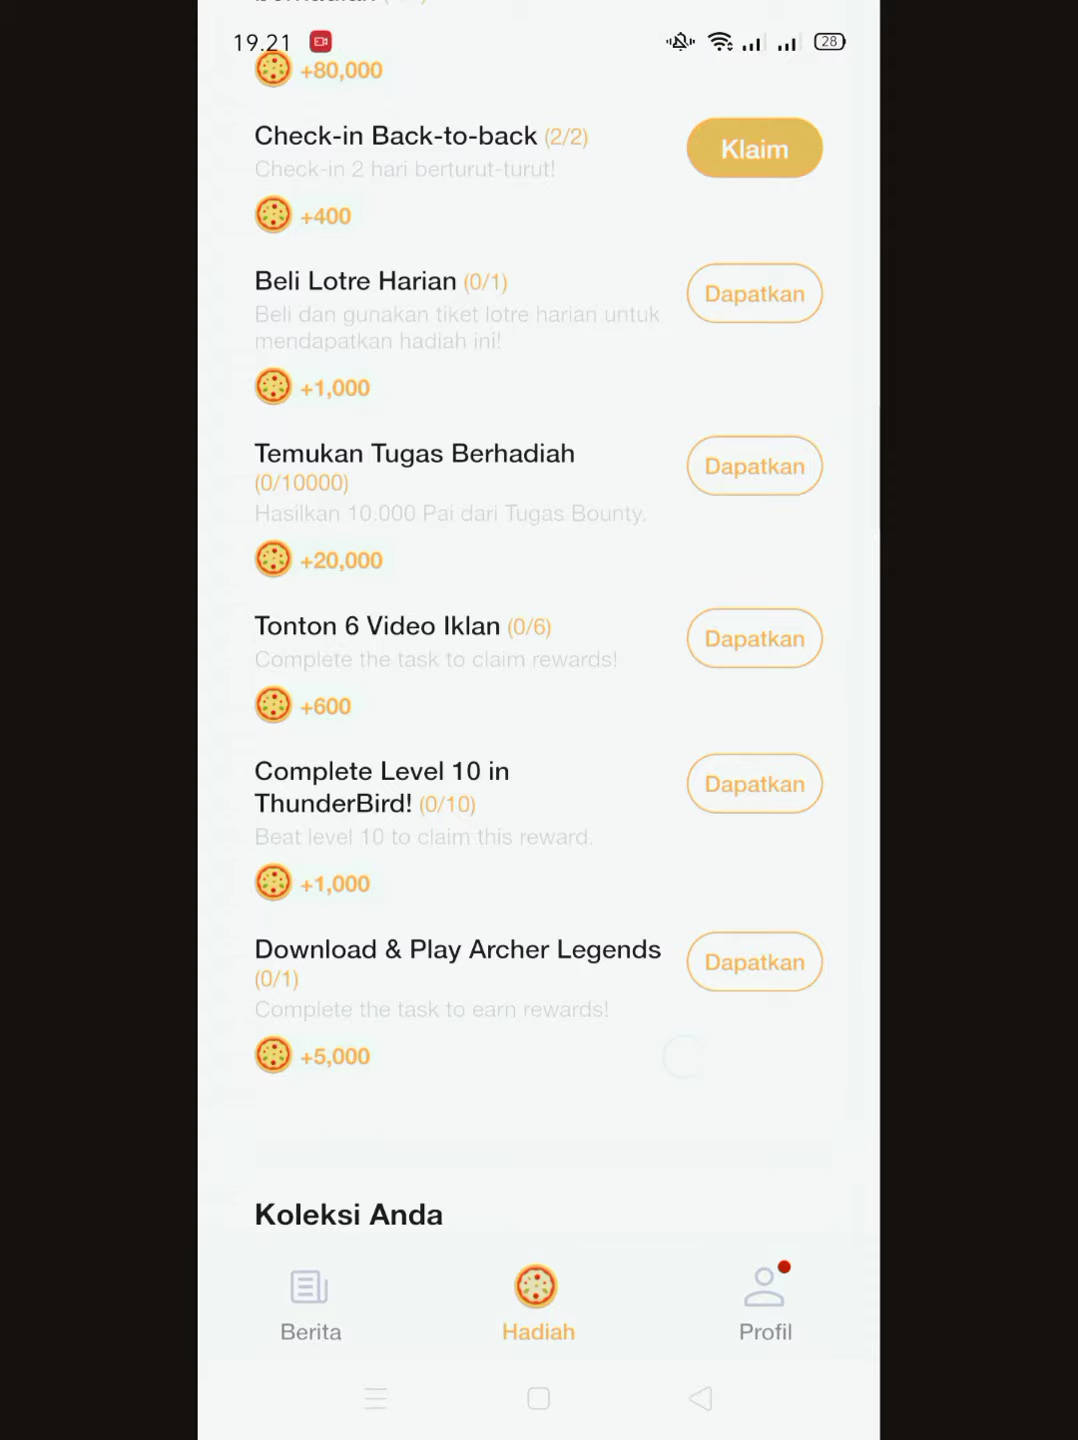 19.21
28
+80,000
Check-in Back-to-back (2/2)
Klaim
Check-in 2 hari berturut-turut!
+400
Beli Lotre Harian (0/1)
Dapatkan
Beli dan gunakan tiket lotre harian untuk
mendapatkan hadiah ini!
+1,000
Temukan Tugas Berhadiah
(0/10000)
Dapatkan
Hasilkan 10.000 Pai dari Tugas Bounty.
+20,000
Tonton 6 Video Iklan (0/6)
Dapatkan
Complete the task to claim rewards!
+600
Complete Level 10 in
ThunderBird! (0/10)
Dapatkan
Beat level 10 to claim this reward.
+1,000
Download & Play Archer Legends
(0/1)
Dapatkan
Complete the task to earn rewards!
+5,000
Koleksi Anda
Berita
Hadiah
Profil